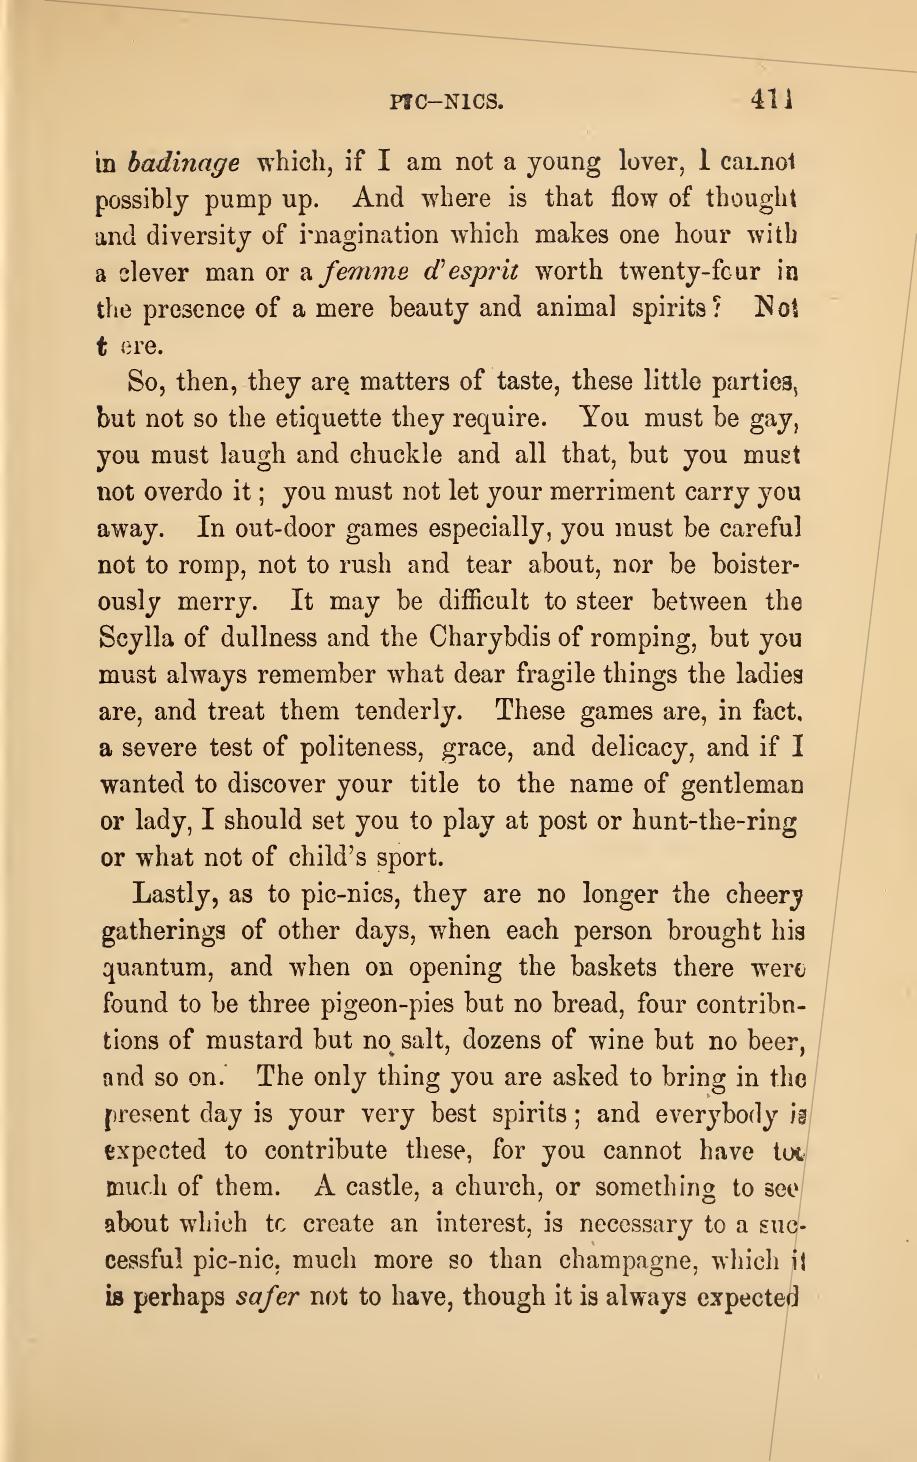 PIC-NICS. 411
in badinage which, if I am not a young lover, I cannot
possibly pump up. And where is that flow of thought
and diversity of imagination which makes one hour with
a clever man or a femme d'esprit worth twenty-four in
the presence of a mere beauty and animal spirits? Not
there.
So, then, they are matters of taste, these little parties,
but not so the etiquette they require. You must be gay,
you must laugh and chuckle and all that, but you must
not overdo it; you must not let your merriment carry you
away. In out-door games especially, you must be careful
not to romp, not to rush and tear about, nor be boister-
ously merry. It may be difficult to steer between the
Scylla of dullness and the Charybdis of romping, but you
must always remember what dear fragile things the ladies
are, and treat them tenderly. These games are, in fact,
a severe test of politeness, grace, and delicacy, and if I
wanted to discover your title to the name of gentleman
or lady, I should set you to play at post or hunt-the-ring
or what not of child's sport.
Lastly, as to pic-nics, they are no longer the cheery
gatherings of other days, when each person brought his
quantum, and when on opening the baskets there were
found to be three pigeon-pies but no bread, four contribu-
tions of mustard but no salt, dozens of wine but no beer,
and so on. The only thing you are asked to bring in the
present day is your very best spirits; and everybody is
expected to contribute these, for you cannot have too
much of them. A castle, a church, or something to see
about which to create an interest, is necessary to a suc-
cessful pic-nic, much more so than champagne, which it
is perhaps safer not to have, though it is always expected